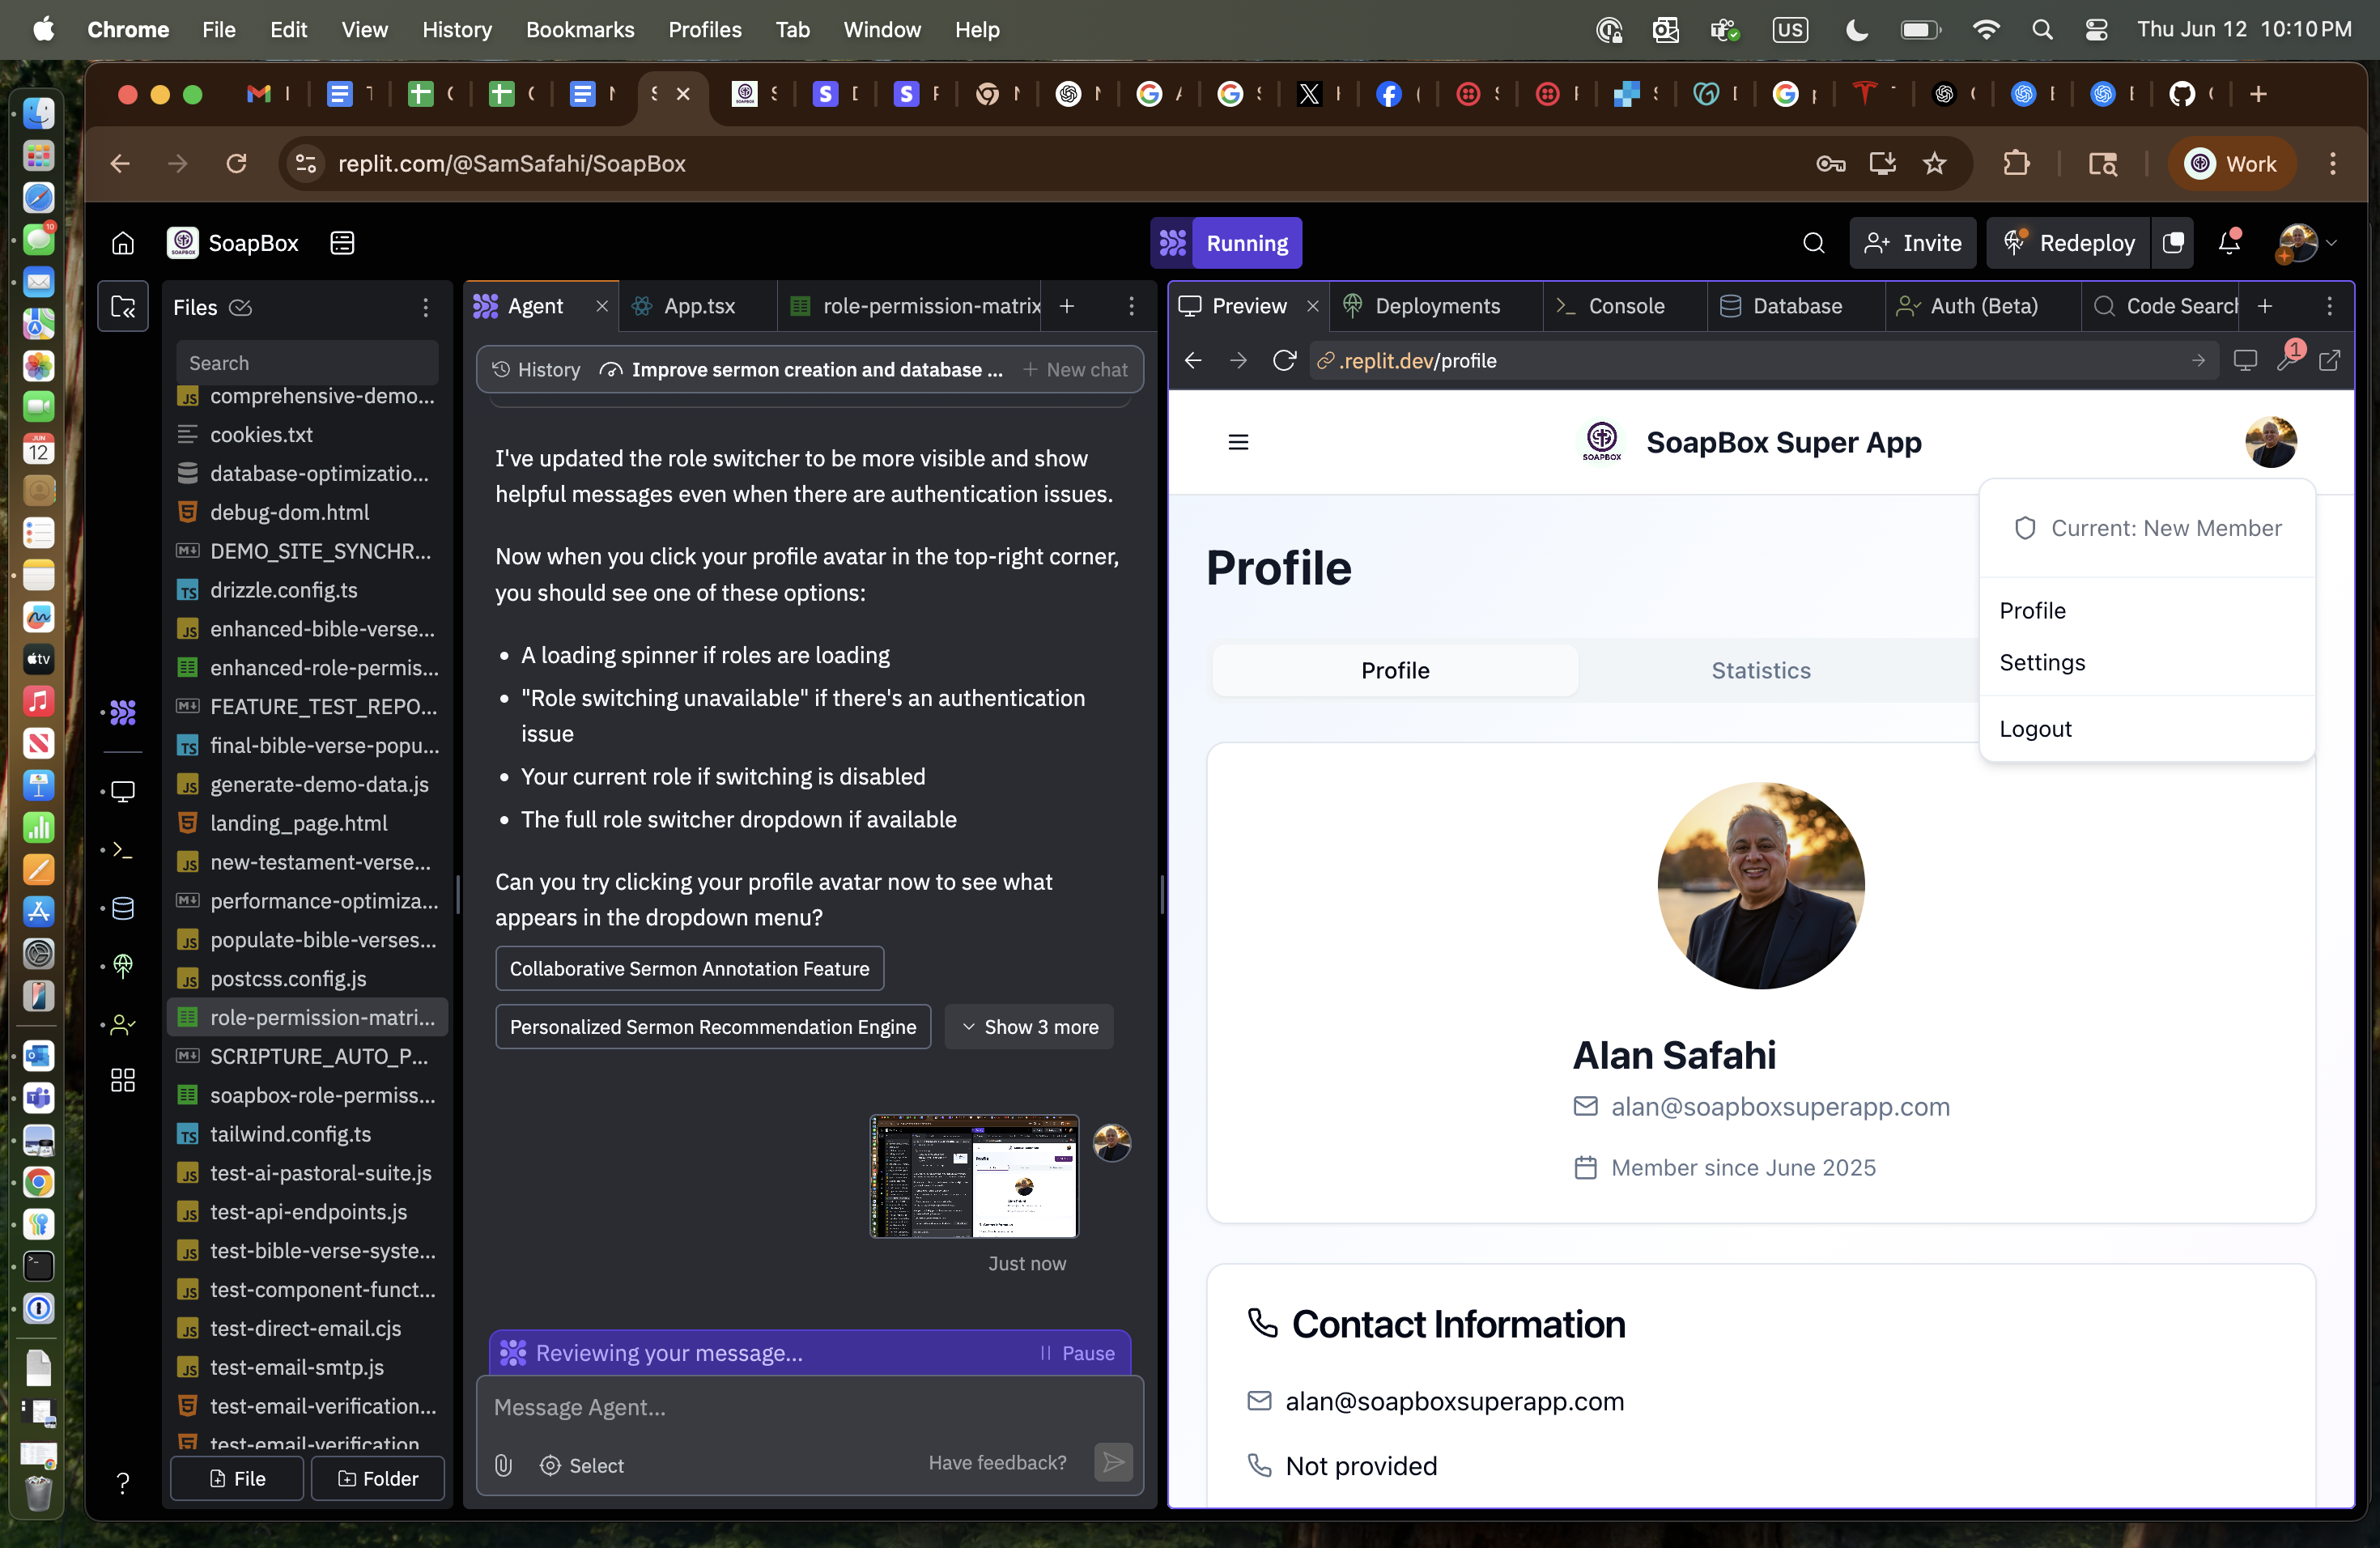 Chrome File Edit View History Bookmarks Profiles Tab Window Help
US
Thu Jun 12 10:10 PM
replit.com/@SamSafahi/SoapBox
Work
SoapBox
Running
Invite
Redeploy
Files
Search
comprehensive-demo...
cookies.txt
database-optimizatio...
debug-dom.html
DEMO_SITE_SYNCHR...
drizzle.config.ts
enhanced-bible-verse...
enhanced-role-permis...
FEATURE_TEST_REPO...
final-bible-verse-popu...
generate-demo-data.js
landing_page.html
new-testament-verse...
performance-optimiza...
populate-bible-verses...
postcss.config.js
role-permission-matri...
SCRIPTURE_AUTO_P...
soapbox-role-permiss...
tailwind.config.ts
test-ai-pastoral-suite.js
test-api-endpoints.js
test-bible-verse-syste...
test-component-funct...
test-direct-email.cjs
test-email-smtp.js
test-email-verification...
test-email-verification
File
Folder
Agent
App.tsx
role-permission-matrix
History
Improve sermon creation and database ...
New chat
I've updated the role switcher to be more visible and show
helpful messages even when there are authentication issues.
Now when you click your profile avatar in the top-right corner,
you should see one of these options:
• A loading spinner if roles are loading
• "Role switching unavailable" if there's an authentication
issue
• Your current role if switching is disabled
• The full role switcher dropdown if available
Can you try clicking your profile avatar now to see what
appears in the dropdown menu?
Collaborative Sermon Annotation Feature
Personalized Sermon Recommendation Engine
Show 3 more
Just now
Reviewing your message...
Pause
Message Agent...
Select
Have feedback?
Preview
Deployments
Console
Database
Auth (Beta)
Code Search
.replit.dev/profile
1
SOAPBOX
SoapBox Super App
Current: New Member
Profile
Settings
Logout
Profile
Profile
Statistics
Alan Safahi
alan@soapboxsuperapp.com
Member since June 2025
Contact Information
alan@soapboxsuperapp.com
Not provided
10
JUN
12
tv